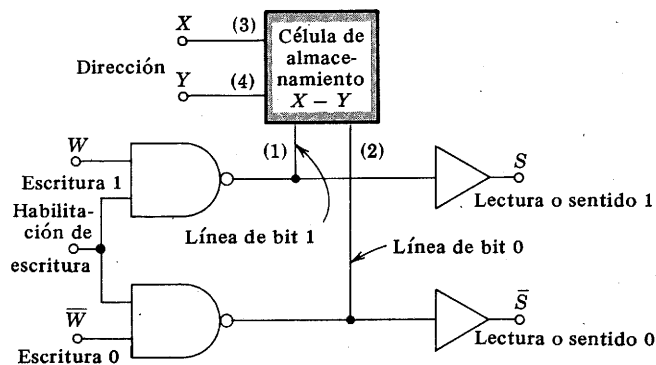 X
(3)
Dirección
Y
(4)
Célula de
almace-
namiento
X – Y
W
Escritura 1
(1)
(2)
S
Lectura o sentido 1
Habilita-
ción de
escritura
Línea de bit 1
Línea de bit 0
W̅
Escritura 0
S̅
Lectura o sentido 0